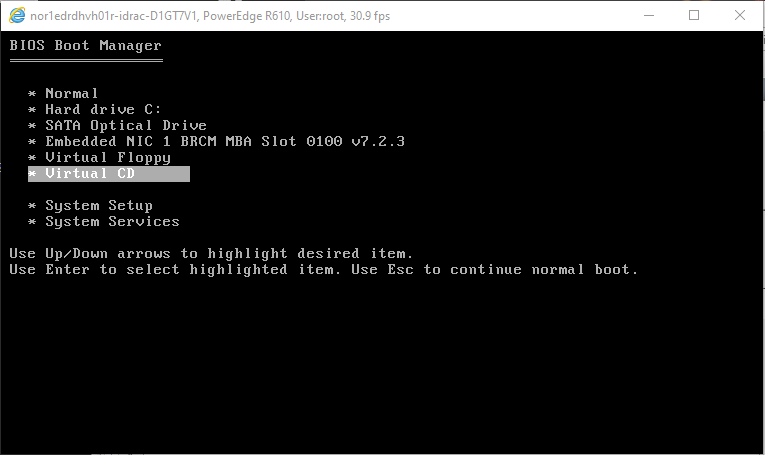 nor1edrdhvh01r-idrac-D1GT7V1, PowerEdge R610, User:root, 30.9 fps
BIOS Boot Manager
* Normal
* Hard drive C:
* SATA Optical Drive
* Embedded NIC 1 BRCM MBA Slot 0100 v7.2.3
* Virtual Floppy
* Virtual CD
* System Setup
* System Services
Use Up/Down arrows to highlight desired item.
Use Enter to select highlighted item. Use Esc to continue normal boot.